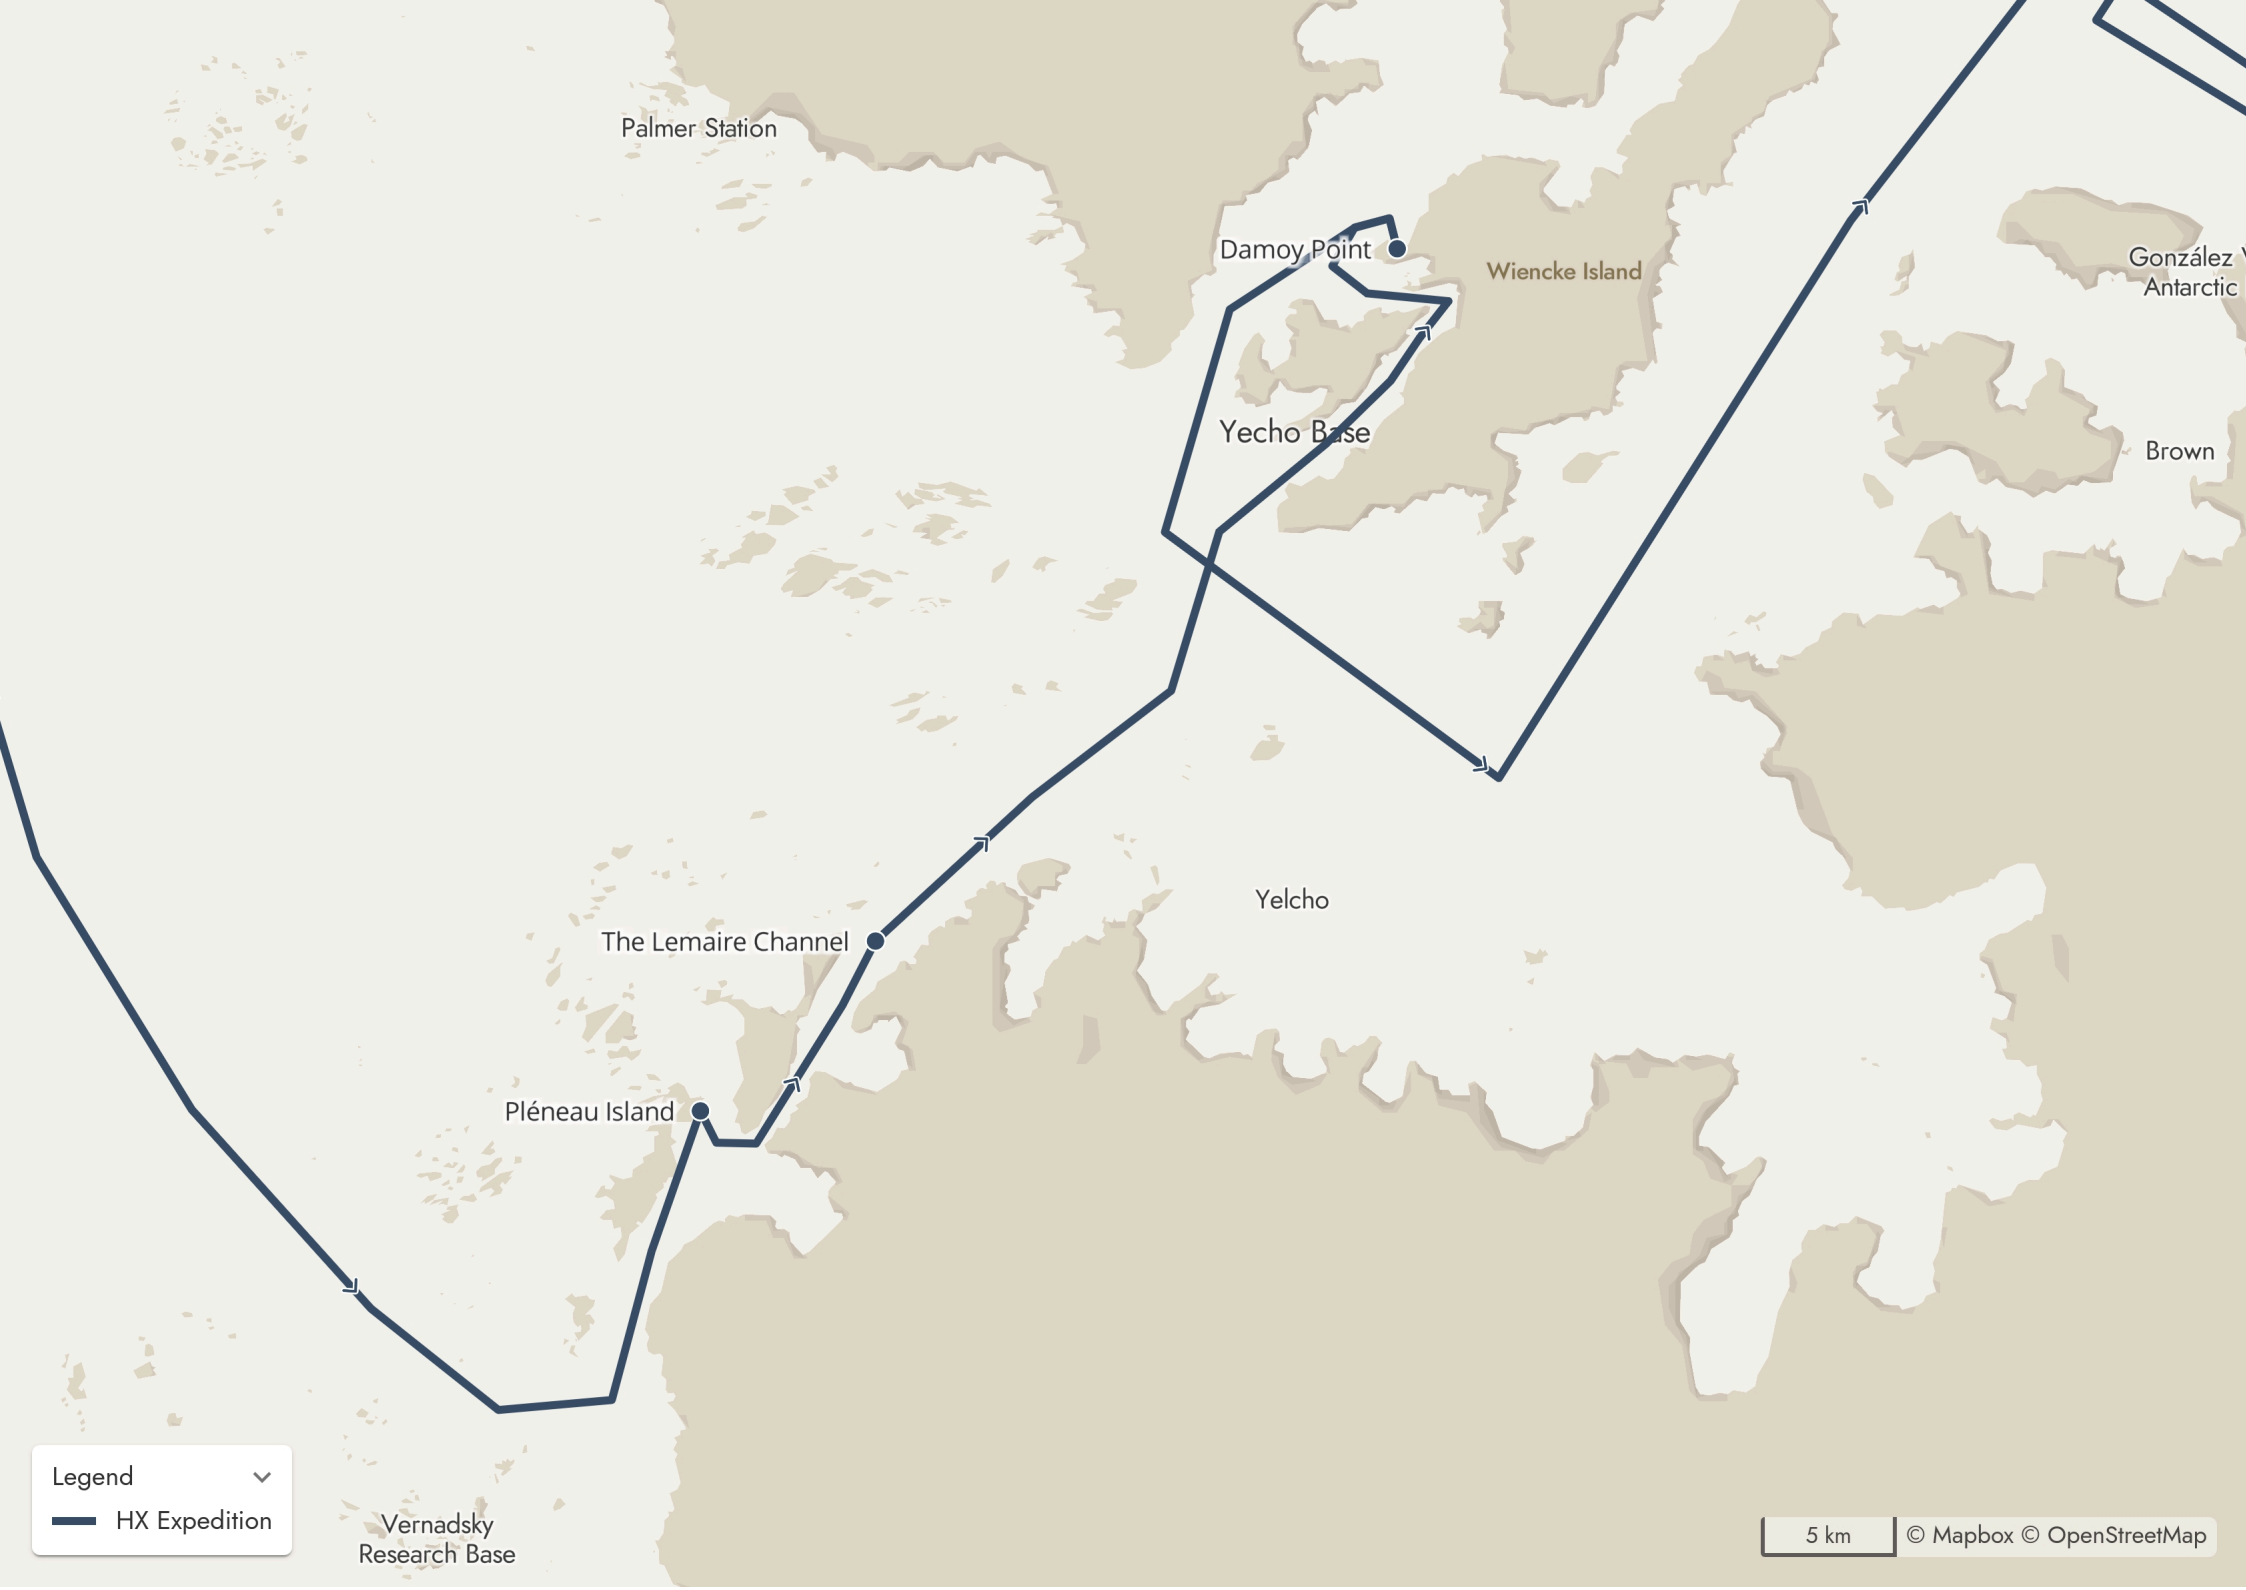 Palmer Station
Damoy Point
Wiencke Island
González
Antarctic
Yecho Base
Brown
Yelcho
The Lemaire Channel
Pléneau Island
Legend
HX Expedition
Vernadsky
Research Base
5 km
© Mapbox © OpenStreetMap